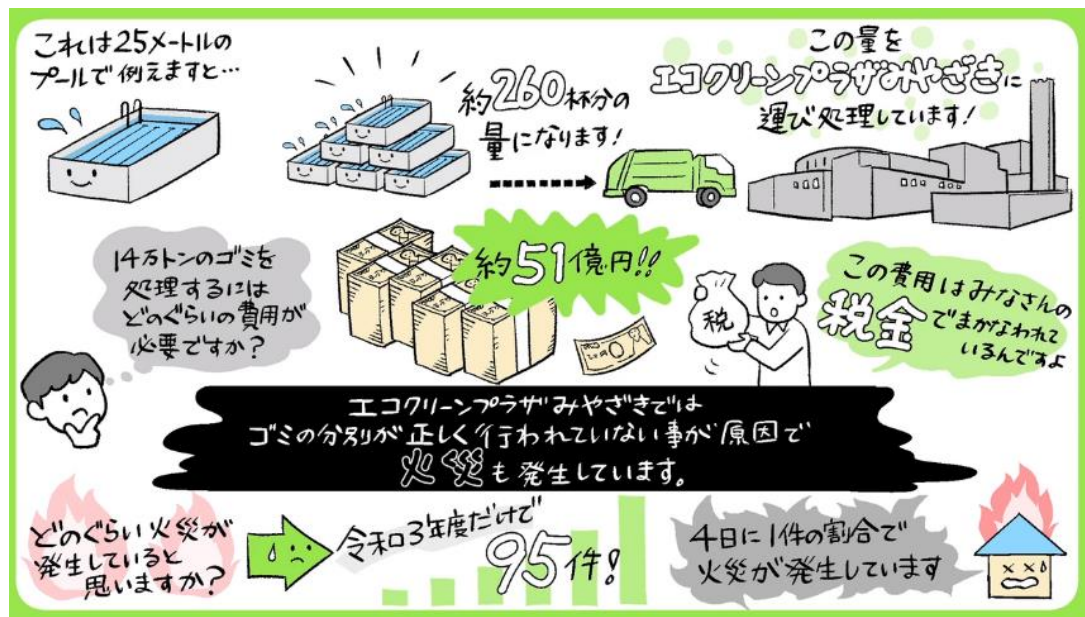 これは25メートルの
プールで例えますと…
約260杯分の
量になります!
この量を
エコクリーンプラザみやざきに
運び処理しています!
14万トンのゴミを
処理するには
どのぐらいの費用が
必要ですか?
約51億円!!
税
この費用はみなさんの
税金でまかなわれて
いるんですよ
エコクリーンプラザみやざきでは
ゴミの分別が正しく行われていない事が原因で
火災も発生しています。
どのぐらい火災が
発生していると
思いますか?
令和3年度だけで
95件!
4日に1件の割合で
火災が発生しています